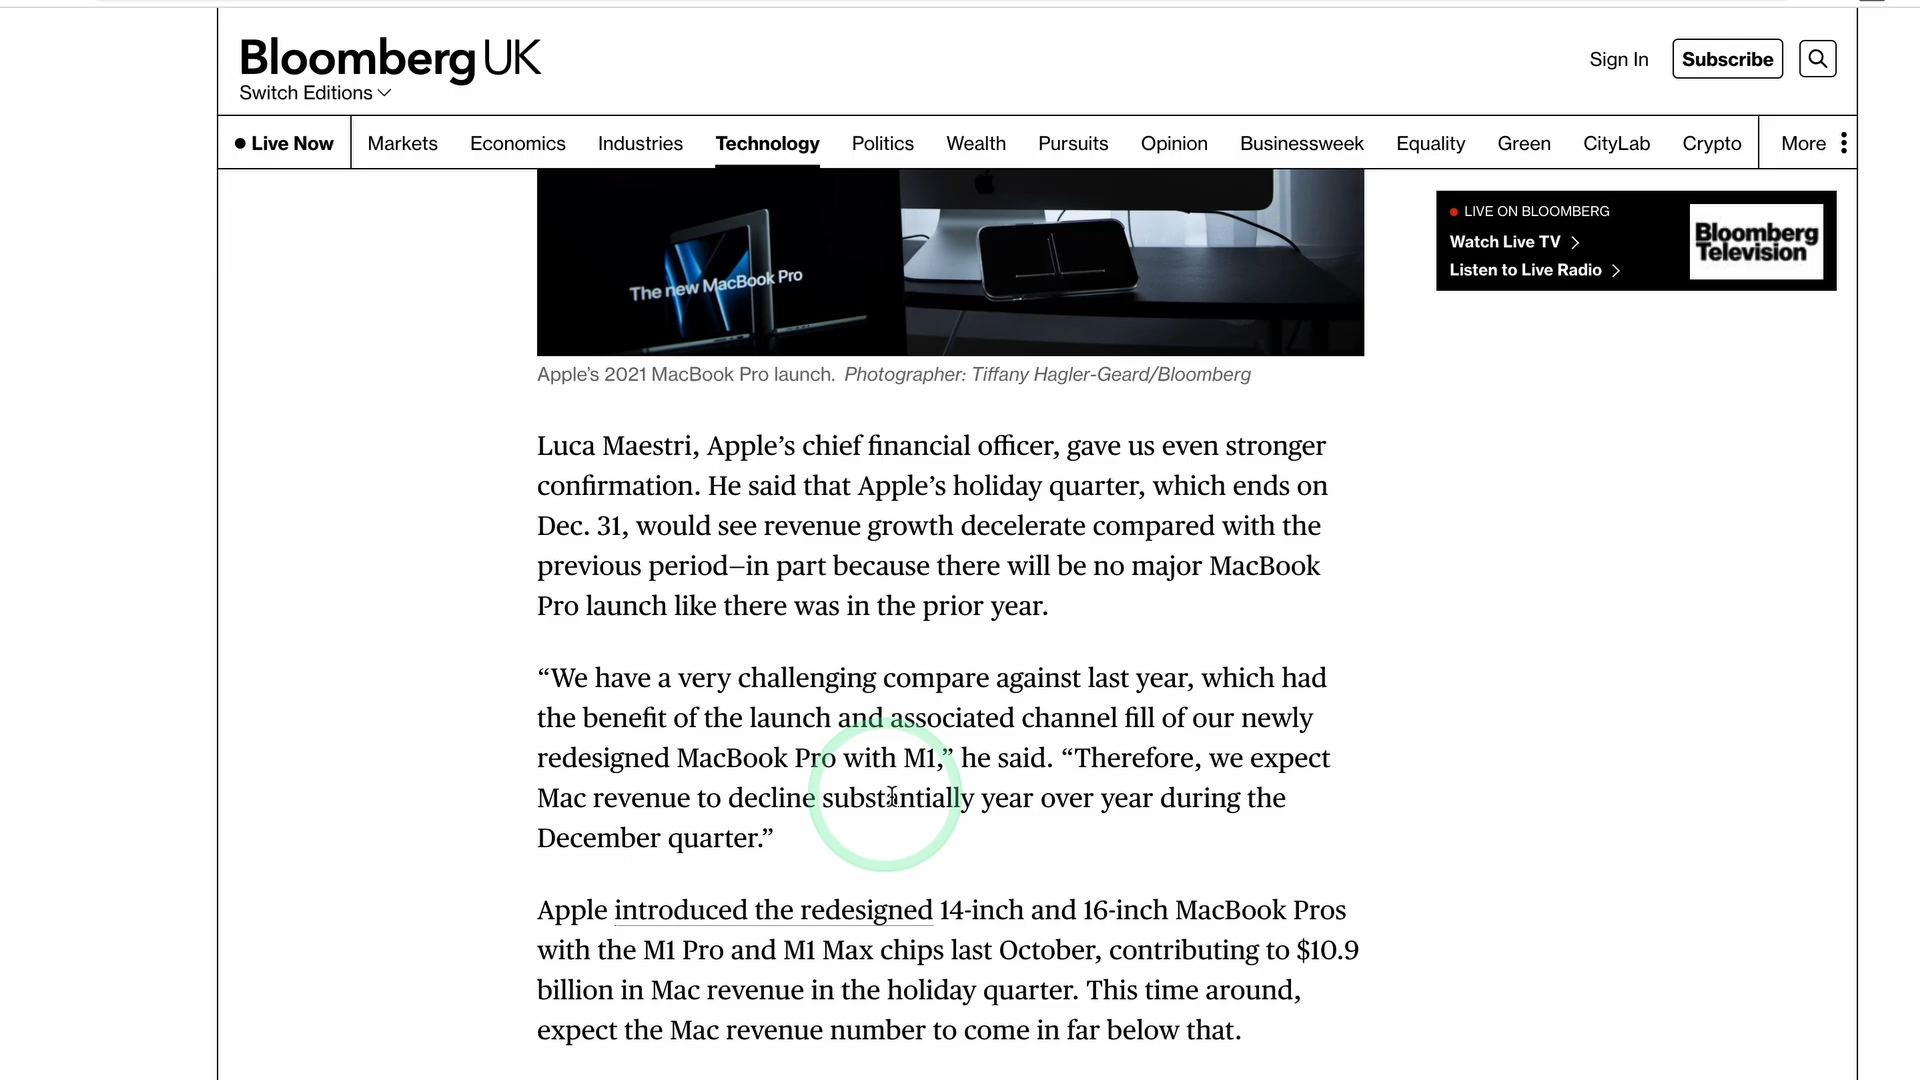 Bloomberg UK
Switch Editions
Sign In
Subscribe
Live Now
Markets
Economics
Industries
Technology
Politics
Wealth
Pursuits
Opinion
Businessweek
Equality
Green
CityLab
Crypto
More
The new MacBook Pro
LIVE ON BLOOMBERG
Watch Live TV
Listen to Live Radio
Bloomberg
Television
Apple’s 2021 MacBook Pro launch. Photographer: Tiffany Hagler-Geard/Bloomberg
Luca Maestri, Apple’s chief financial officer, gave us even stronger
confirmation. He said that Apple’s holiday quarter, which ends on
Dec. 31, would see revenue growth decelerate compared with the
previous period—in part because there will be no major MacBook
Pro launch like there was in the prior year.
“We have a very challenging compare against last year, which had
the benefit of the launch and associated channel fill of our newly
redesigned MacBook Pro with M1,” he said. “Therefore, we expect
Mac revenue to decline substantially year over year during the
December quarter.”
Apple introduced the redesigned 14-inch and 16-inch MacBook Pros
with the M1 Pro and M1 Max chips last October, contributing to $10.9
billion in Mac revenue in the holiday quarter. This time around,
expect the Mac revenue number to come in far below that.